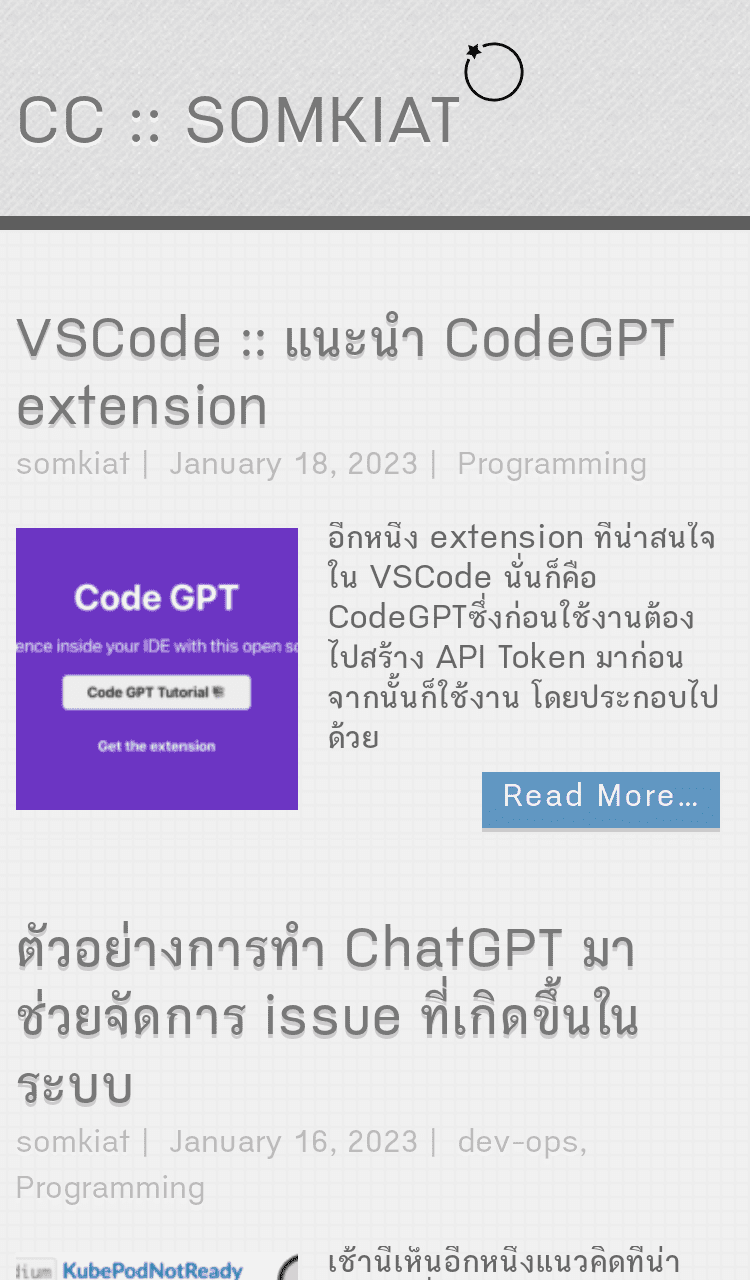 CC :: SOMKIAT
VSCode :: แนะนำ CodeGPT
extension
somkiat | January 18, 2023 | Programming
Code GPT
ence inside your IDE with this open so
Code GPT Tutorial
Get the extension
อีกหนึ่ง extension ที่น่าสนใจ
ใน VSCode นั่นก็คือ
CodeGPTซึ่งก่อนใช้งานต้อง
ไปสร้าง API Token มาก่อน
จากนั้นก็ใช้งาน โดยประกอบไป
ด้วย
Read More...
ตัวอย่างการทำ ChatGPT มา
ช่วยจัดการ issue ที่เกิดขึ้นใน
ระบบ
somkiat | January 16, 2023 | dev-ops,
Programming
dium KubePodNotReady
เช้านี้เห็นอีกหนึ่งแนวคิดที่น่า